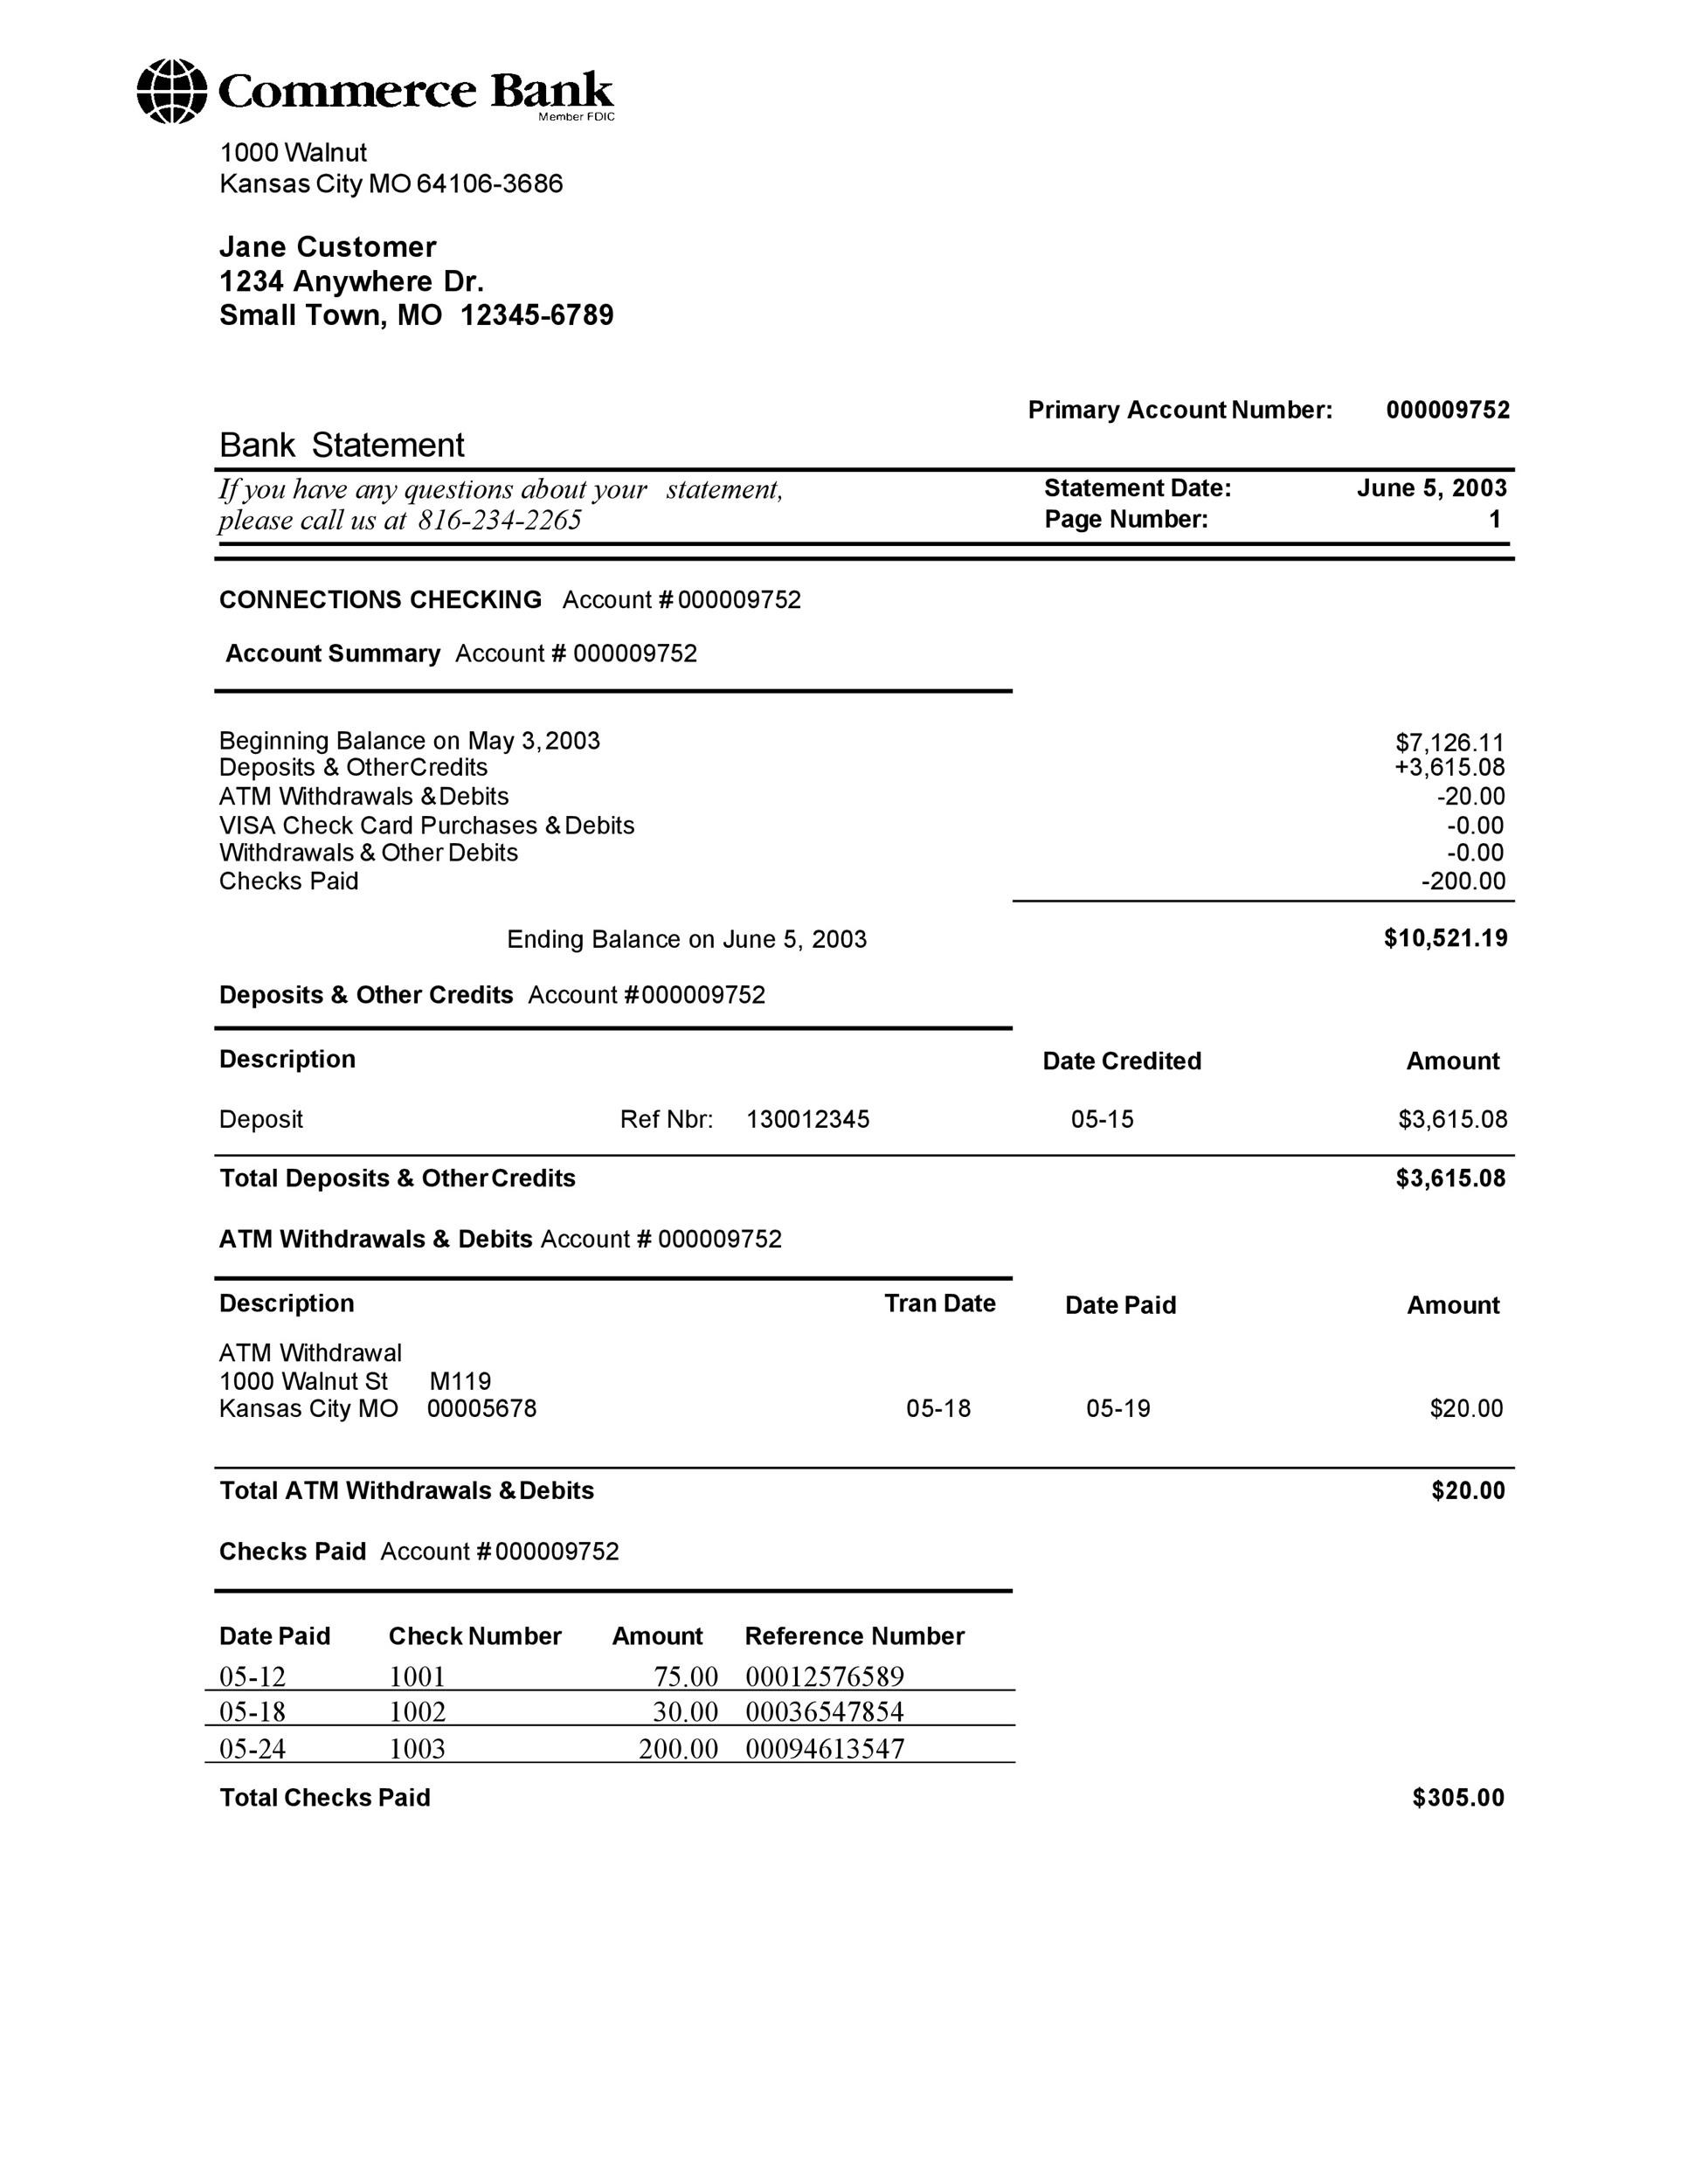 Commerce Bank
Member FDIC
1000 Walnut
Kansas City MO 64106-3686
Jane Customer
1234 Anywhere Dr.
Small Town, MO 12345-6789
Primary Account Number: 000009752
Bank Statement
If you have any questions about your statement, Statement Date: June 5, 2003
please call us at 816-234-2265 Page Number: 1
CONNECTIONS CHECKING Account # 000009752
Account Summary Account # 000009752
Beginning Balance on May 3, 2003 $7,126.11
Deposits & Other Credits +3,615.08
ATM Withdrawals & Debits -20.00
VISA Check Card Purchases & Debits -0.00
Withdrawals & Other Debits -0.00
Checks Paid -200.00
Ending Balance on June 5, 2003 $10,521.19
Deposits & Other Credits Account # 000009752
Description Date Credited Amount
Deposit Ref Nbr: 130012345 05-15 $3,615.08
Total Deposits & Other Credits $3,615.08
ATM Withdrawals & Debits Account # 000009752
Description Tran Date Date Paid Amount
ATM Withdrawal
1000 Walnut St M119
Kansas City MO 00005678 05-18 05-19 $20.00
Total ATM Withdrawals & Debits $20.00
Checks Paid Account # 000009752
Date Paid Check Number Amount Reference Number
05-12 1001 75.00 00012576589
05-18 1002 30.00 00036547854
05-24 1003 200.00 00094613547
Total Checks Paid $305.00